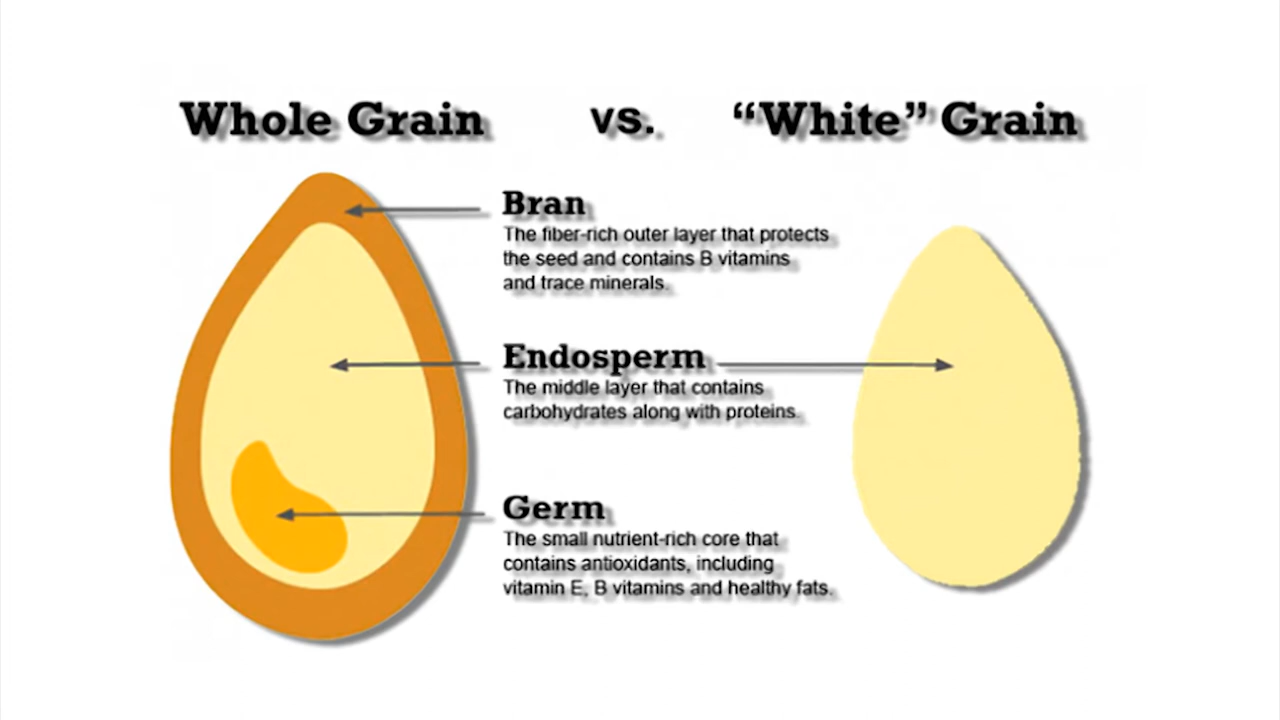 Whole Grain vs. “White” Grain
Bran
The fiber-rich outer layer that protects
the seed and contains B vitamins
and trace minerals.
Endosperm
The middle layer that contains
carbohydrates along with proteins.
Germ
The small nutrient-rich core that
contains antioxidants, including
vitamin E, B vitamins and healthy fats.